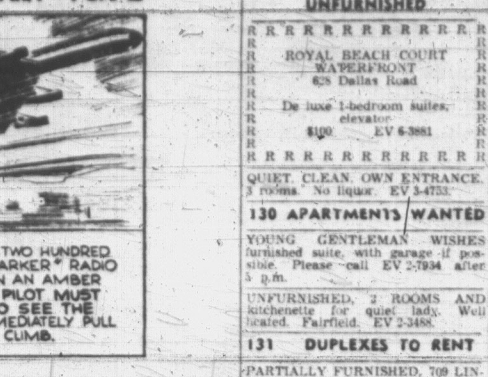 TWO HUNDRED
ARKER" RADIO
N AN AMBER
PILOT MUST
O SEE THE
MEDIATELY PULL
CLIMB.
UNFURNISHED
R R R R R R R R R R R R R R
R R
R ROYAL BEACH COURT R
R WATERFRONT R
R 628 Dallas Road R
R R
R De luxe 1-bedroom suites, R
R elevator R
R $100 EV 6-3881 R
R R
R R R R R R R R R R R R R R
QUIET, CLEAN, OWN ENTRANCE.
3 rooms. No liquor. EV 3-4753.
130 APARTMENTS WANTED
YOUNG GENTLEMAN WISHES
furnished suite, with garage if pos-
sible. Please call EV 2-7934 after
5 p.m.
UNFURNISHED, 2 ROOMS AND
kitchenette for quiet lady. Well
located. Fairfield. EV 2-3488.
131 DUPLEXES TO RENT
PARTIALLY FURNISHED, 709 LIN-